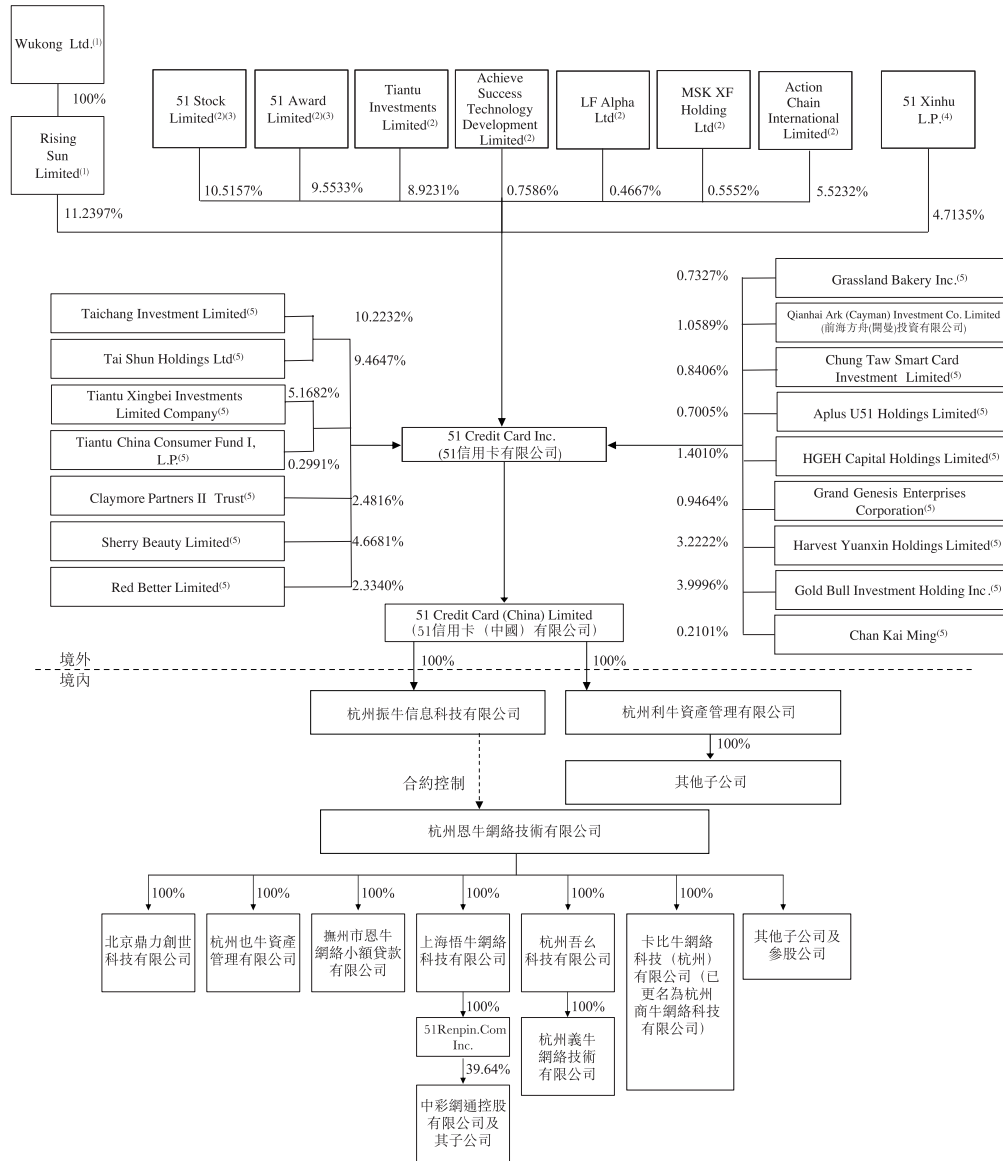 Wukong Ltd.(1)
100%
Rising
Sun
Limited(1)
11.2397%
51 Stock
Limited(2)(3)
10.5157%
51 Award
Limited(2)(3)
9.5533%
Tiantu
Investments
Limited(2)
8.9231%
Achieve
Success
Technology
Development
Limited(2)
0.7586%
LF Alpha
Ltd(2)
0.4667%
MSK XF
Holding
Ltd(2)
0.5552%
Action
Chain
International
Limited(2)
5.5232%
51 Xinhu
L.P.(4)
4.7135%
Taichang Investment Limited(5)
10.2232%
Tai Shun Holdings Ltd(5)
9.4647%
Tiantu Xingbei Investments
Limited Company(5)
5.1682%
Tiantu China Consumer Fund I,
L.P.(5)
0.2991%
Claymore Partners II Trust(5)
2.4816%
Sherry Beauty Limited(5)
4.6681%
Red Better Limited(5)
2.3340%
51 Credit Card Inc.
(51信用卡有限公司)
0.7327%
Grassland Bakery Inc.(5)
1.0589%
Qianhai Ark (Cayman) Investment Co. Limited
(前海方舟(開曼)投資有限公司)
0.8406%
Chung Taw Smart Card
Investment Limited(5)
0.7005%
Aplus U51 Holdings Limited(5)
1.4010%
HGEH Capital Holdings Limited(5)
0.9464%
Grand Genesis Enterprises
Corporation(5)
3.2222%
Harvest Yuanxin Holdings Limited(5)
3.9996%
Gold Bull Investment Holding Inc.(5)
0.2101%
Chan Kai Ming(5)
51 Credit Card (China) Limited
(51信用卡（中國）有限公司)
境外
境內
100%
100%
杭州振牛信息科技有限公司
杭州利牛資產管理有限公司
100%
其他子公司
合約控制
杭州恩牛網絡技術有限公司
100%
100%
100%
100%
100%
100%
北京鼎力創世
科技有限公司
杭州也牛資產
管理有限公司
撫州市恩牛
網絡小額貸款
有限公司
上海悟牛網絡
科技有限公司
杭州吾幺
科技有限公司
卡比牛網絡
科技（杭州）
有限公司（已
更名為杭州
商牛網絡科技
有限公司）
其他子公司及
參股公司
100%
100%
51Renpin.Com
Inc.
杭州義牛
網絡技術
有限公司
39.64%
中彩網通控股
有限公司及
其子公司